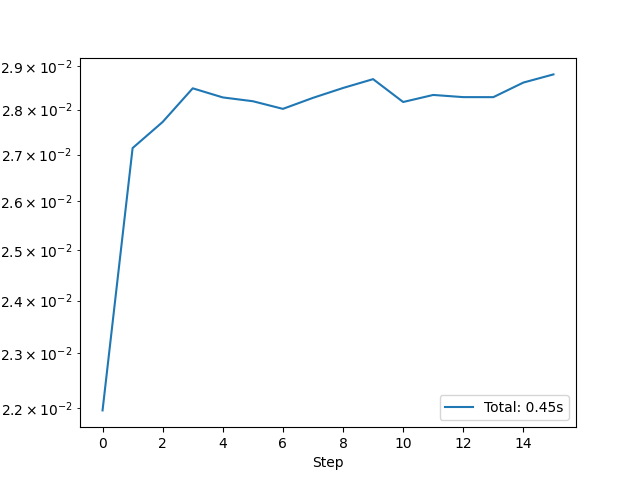 2.9 × 10⁻²
2.8 × 10⁻²
2.7 × 10⁻²
2.6 × 10⁻²
2.5 × 10⁻²
2.4 × 10⁻²
2.3 × 10⁻²
2.2 × 10⁻²
Total: 0.45s
0 2 4 6 8 10 12 14
Step